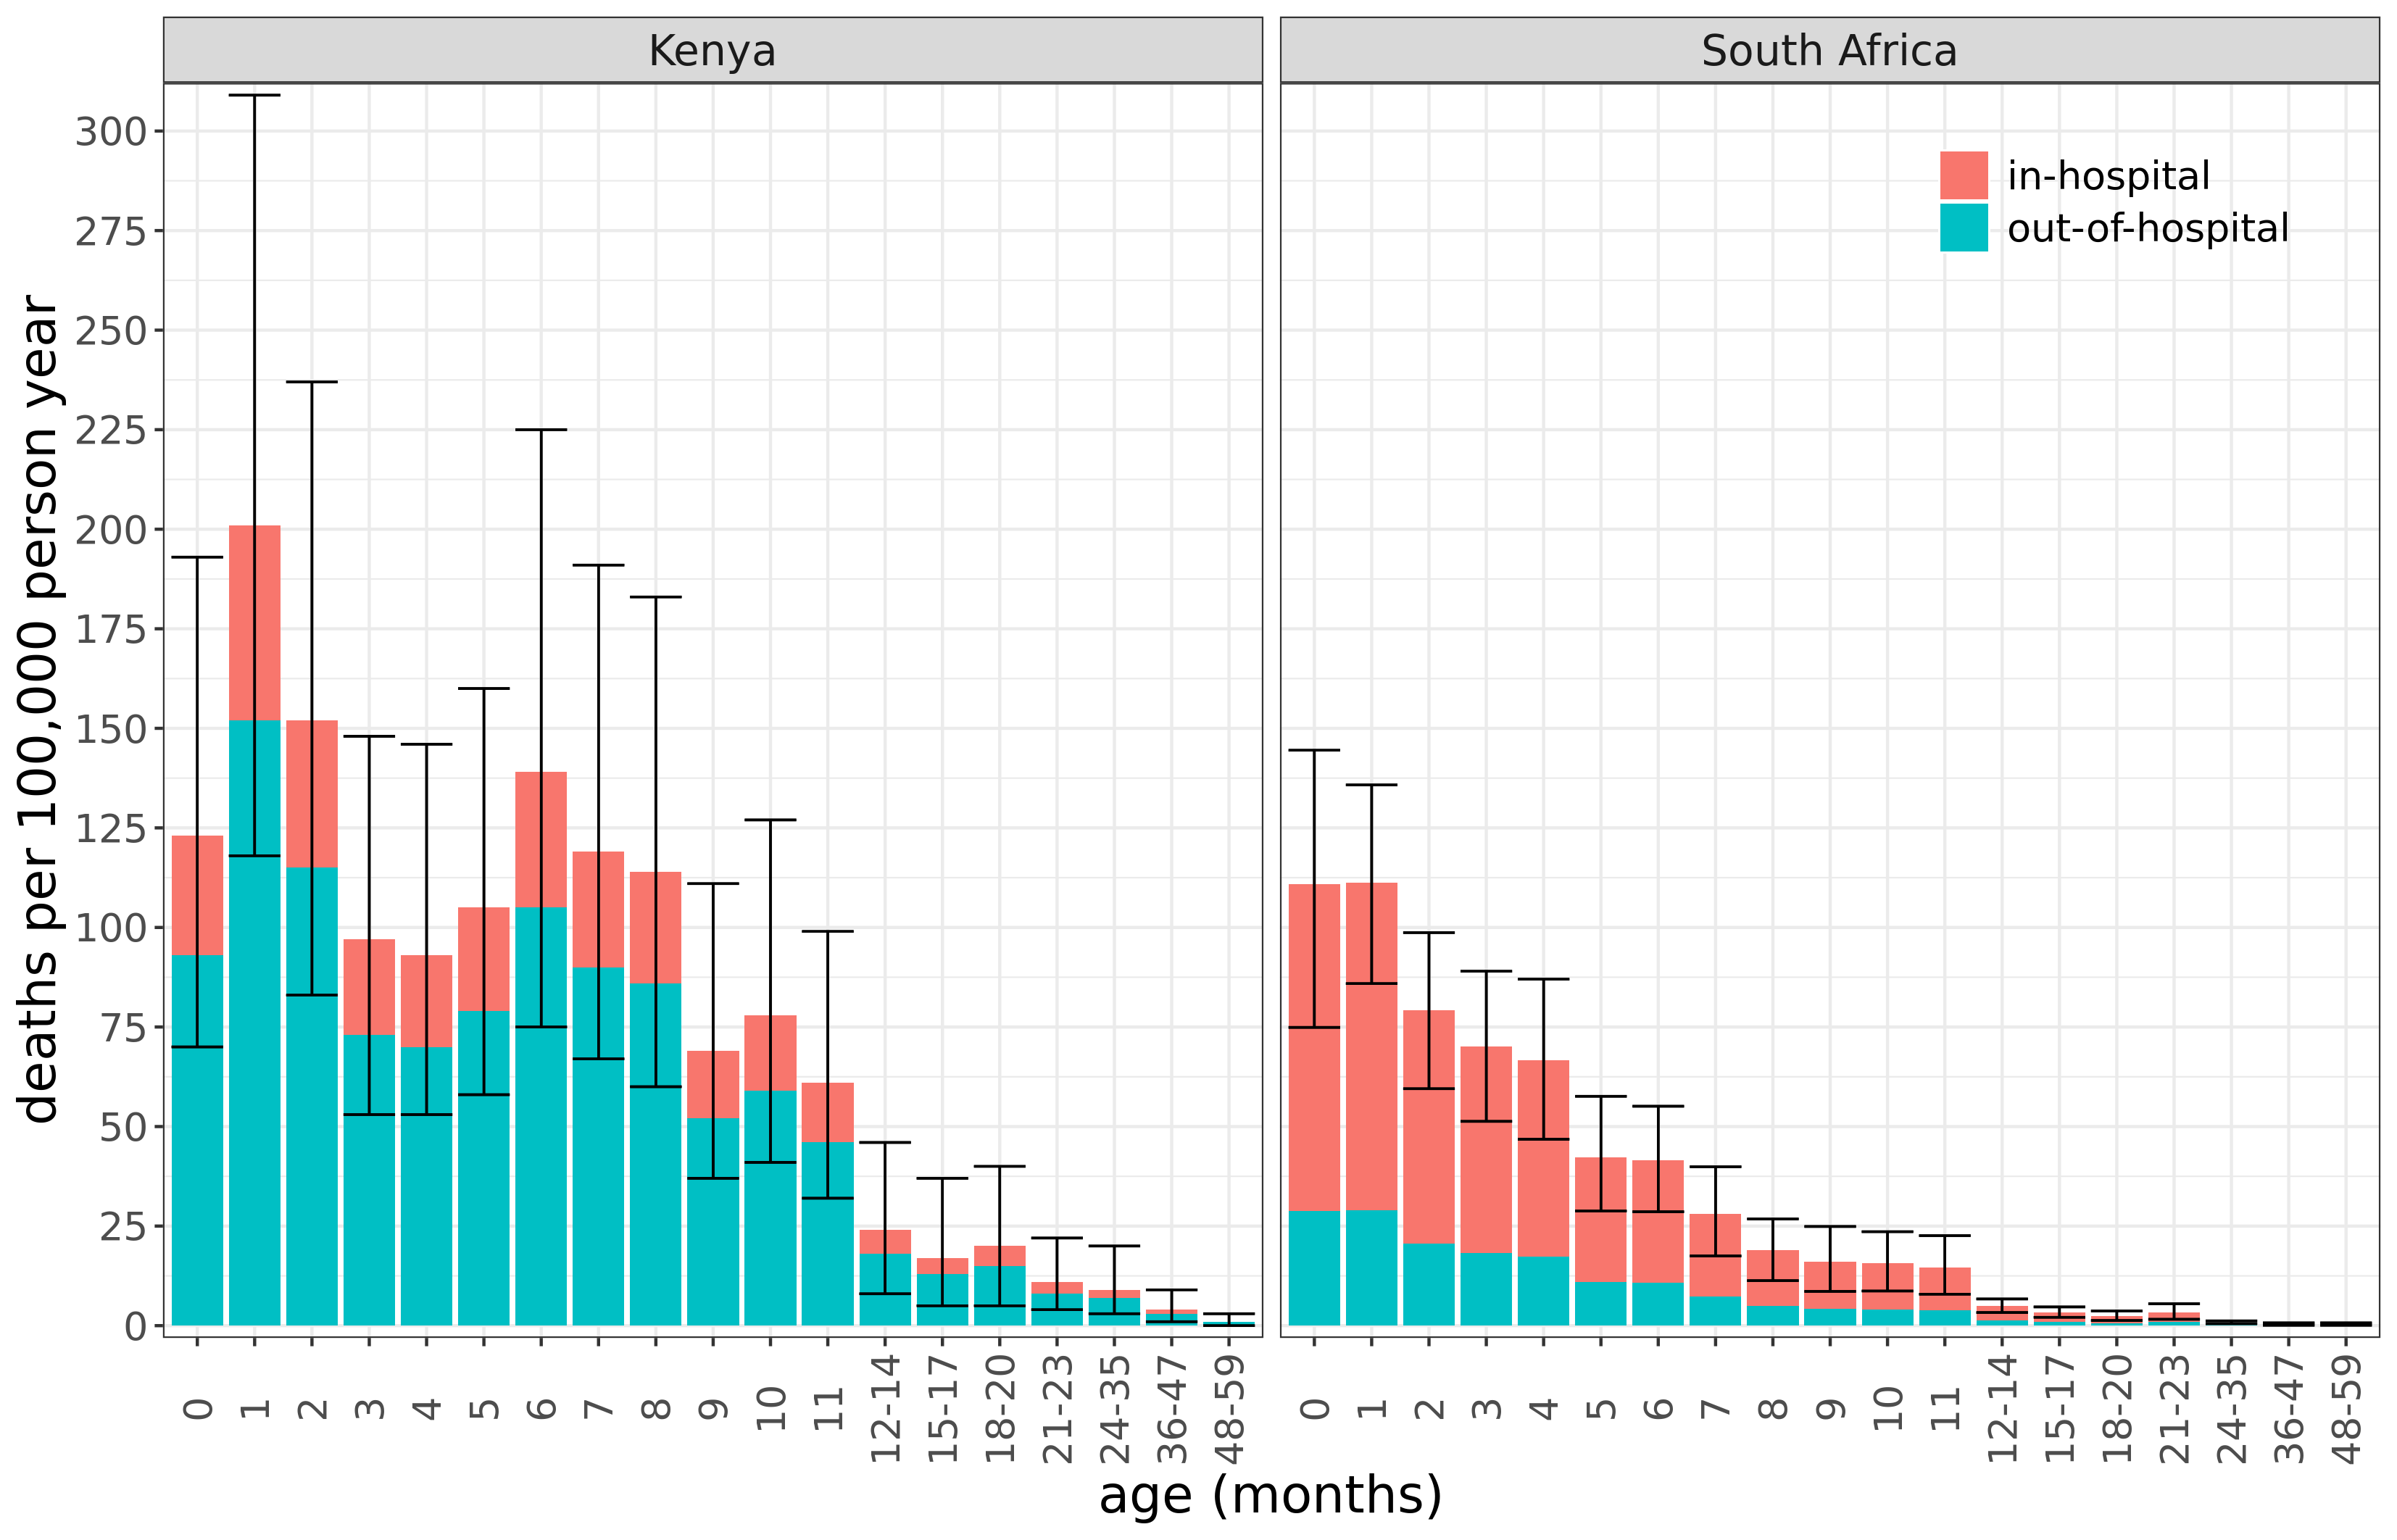 Kenya
South Africa
deaths per 100,000 person year
300
275
250
225
200
175
150
125
100
75
50
25
0
in-hospital
out-of-hospital
0 1 2 3 4 5 6 7 8 9 10 11 12-14 15-17 18-20 21-23 24-35 36-47 48-59
0 1 2 3 4 5 6 7 8 9 10 11 12-14 15-17 18-20 21-23 24-35 36-47 48-59
age (months)